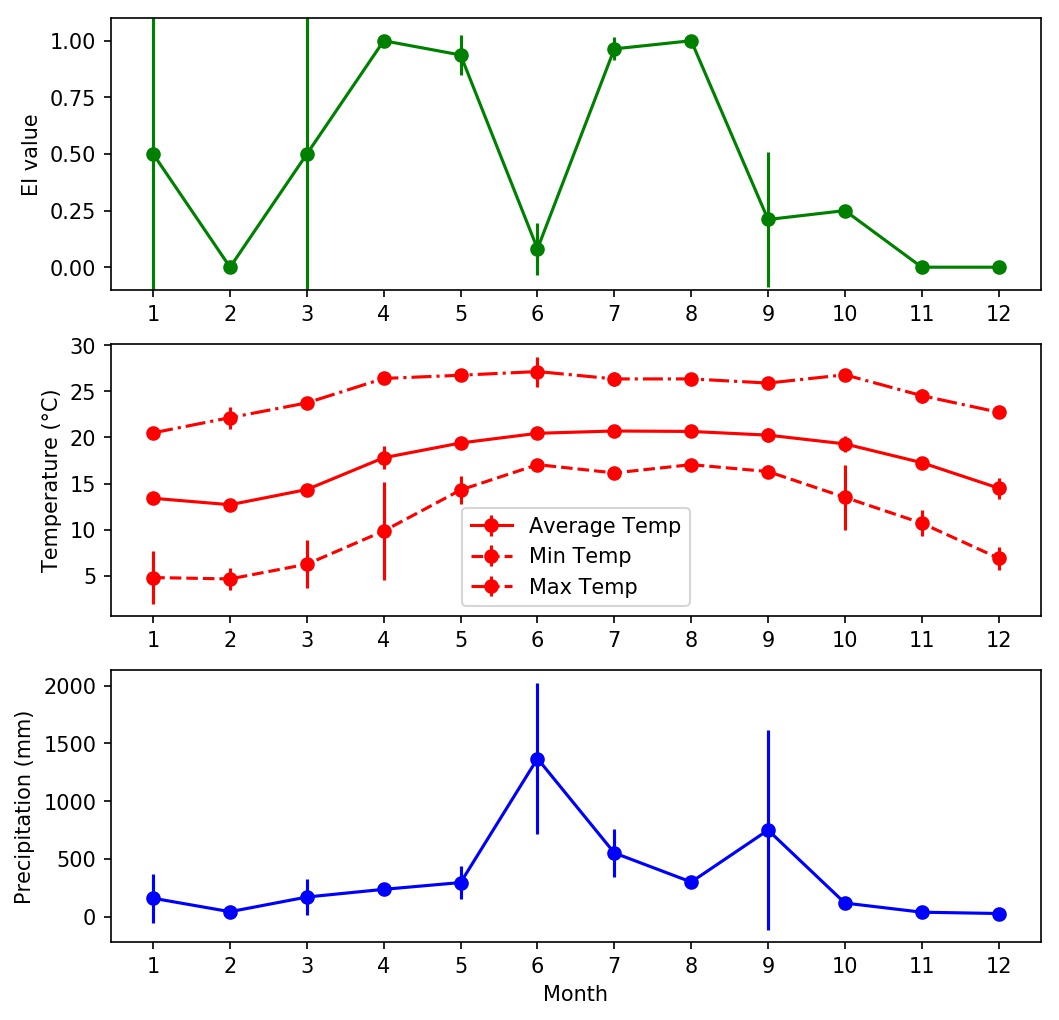 EI value
1.00
0.75
0.50
0.25
0.00
1 2 3 4 5 6 7 8 9 10 11 12
Temperature (°C)
30
25
20
15
10
5
Average Temp
Min Temp
Max Temp
1 2 3 4 5 6 7 8 9 10 11 12
Precipitation (mm)
2000
1500
1000
500
0
1 2 3 4 5 6 7 8 9 10 11 12
Month